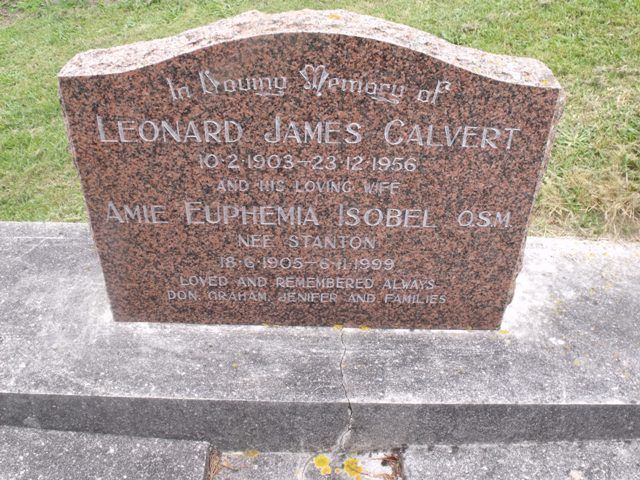 In Loving Memory of
LEONARD JAMES CALVERT
10·2·1903–23·12·1956
AND HIS LOVING WIFE
AMIE EUPHEMIA ISOBEL Q.S.M.
NEE STANTON
18·6·1905–6·11·1999
LOVED AND REMEMBERED ALWAYS
DON, GRAHAM, JENIFER AND FAMILIES